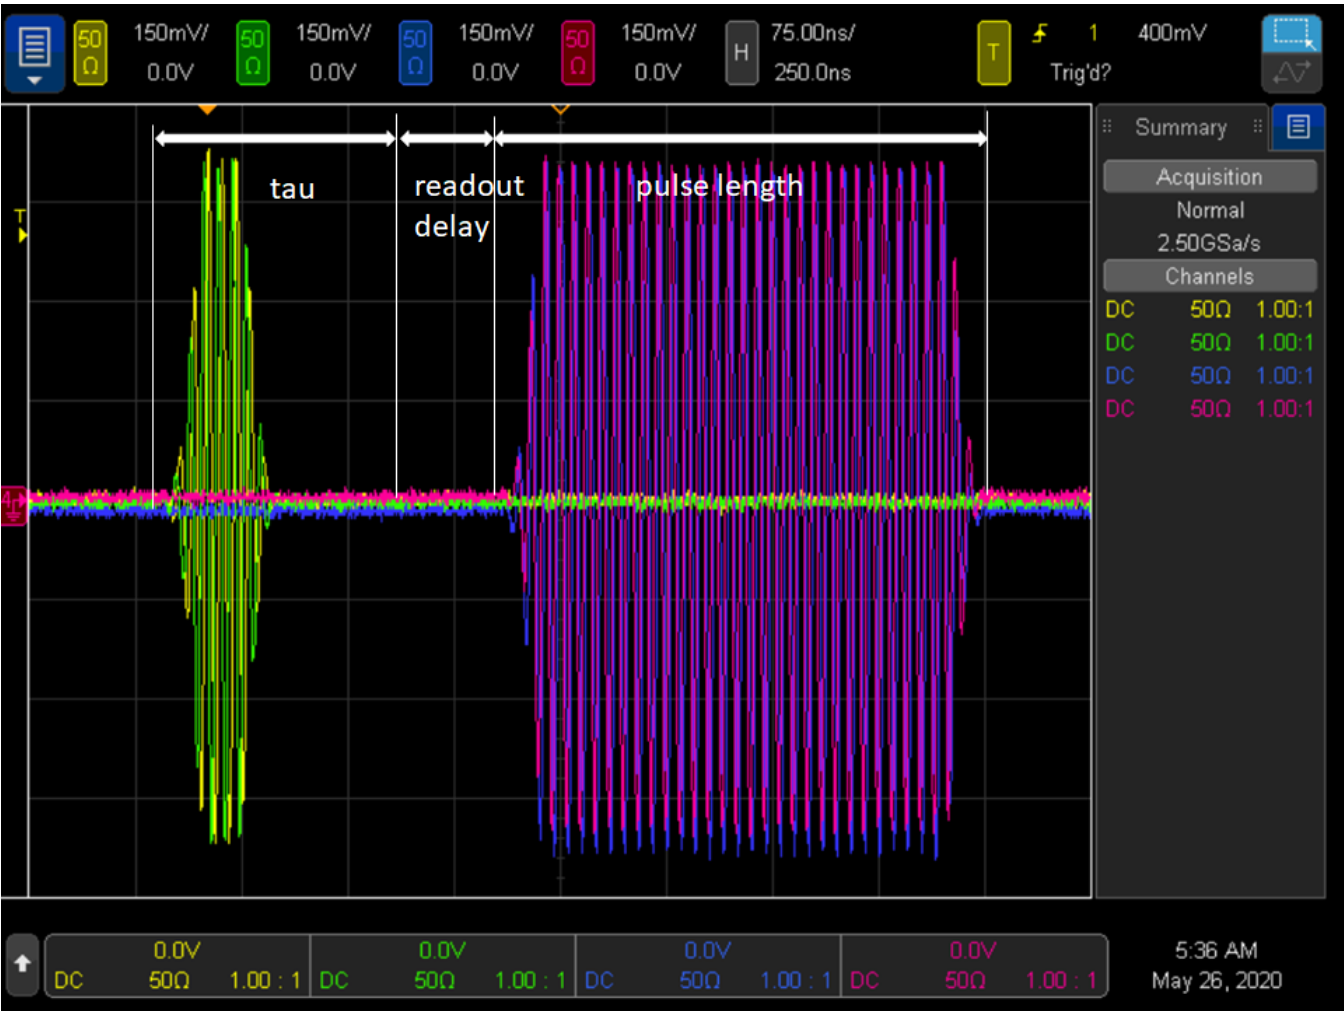 50 Ω 150mV/ 0.0V 50 Ω 150mV/ 0.0V 50 Ω 150mV/ 0.0V 50 Ω 150mV/ 0.0V H 75.00ns/ 250.0ns T 1 400mV Trig'd?
Summary
Acquisition
Normal
2.50GSa/s
Channels
DC 50Ω 1.00:1
DC 50Ω 1.00:1
DC 50Ω 1.00:1
DC 50Ω 1.00:1
tau
readout
delay
pulse length
T
4
0.0V 0.0V 0.0V 0.0V
DC 50Ω 1.00 : 1 DC 50Ω 1.00 : 1 DC 50Ω 1.00 : 1 DC 50Ω 1.00 : 1
5:36 AM
May 26, 2020